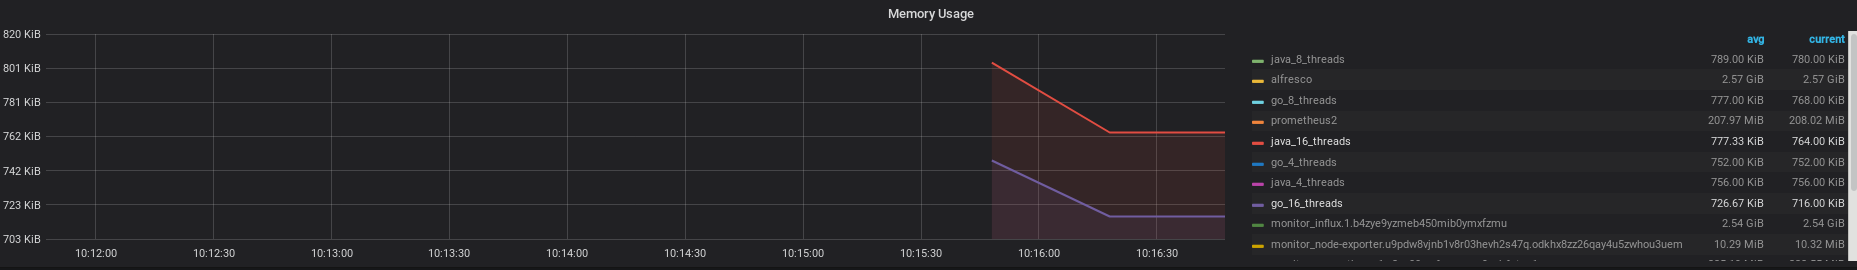 Memory Usage
820 KiB
801 KiB
781 KiB
762 KiB
742 KiB
723 KiB
703 KiB
10:12:00 10:12:30 10:13:00 10:13:30 10:14:00 10:14:30 10:15:00 10:15:30 10:16:00 10:16:30
avg current
java_8_threads 789.00 KiB 780.00 KiB
alfresco 2.57 GiB 2.57 GiB
go_8_threads 777.00 KiB 768.00 KiB
prometheus2 207.97 MiB 208.02 MiB
java_16_threads 777.33 KiB 764.00 KiB
go_4_threads 752.00 KiB 752.00 KiB
java_4_threads 756.00 KiB 756.00 KiB
go_16_threads 726.67 KiB 716.00 KiB
monitor_influx.1.b4zye9yzmeb450mib0ymxfzmu 2.54 GiB 2.54 GiB
monitor_node-exporter.u9pdw8vjnb1v8r03hevh2s47q.odkhx8zz26qay4u5zwhou3uem 10.29 MiB 10.32 MiB